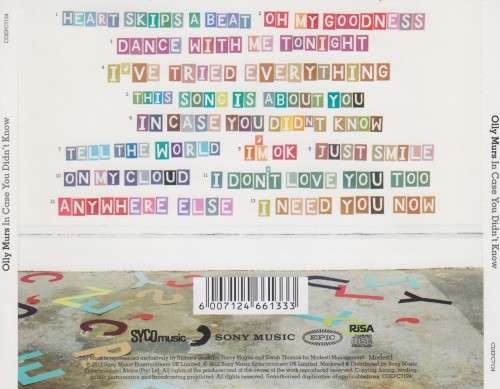 1 HEART SKIPS A BEAT 2 OH MY GOODNESS
3 DANCE WITH ME TONIGHT
4 I'VE TRIED EVERYTHING
5 THIS SONG IS ABOUT YOU
6 IN CASE YOU DIDN'T KNOW
7 TELL THE WORLD 8 I'M OK 9 JUST SMILE
10 ON MY CLOUD 11 I DON'T LOVE YOU TOO
12 ANYWHERE ELSE 13 I NEED YOU NOW
Olly Murs In Case You Didn't Know
CDEPC7124
Olly Murs In Case You Didn't Know
CDEPC7124
6 007124 661333
SYCOmusic SONY MUSIC EPIC RiSA